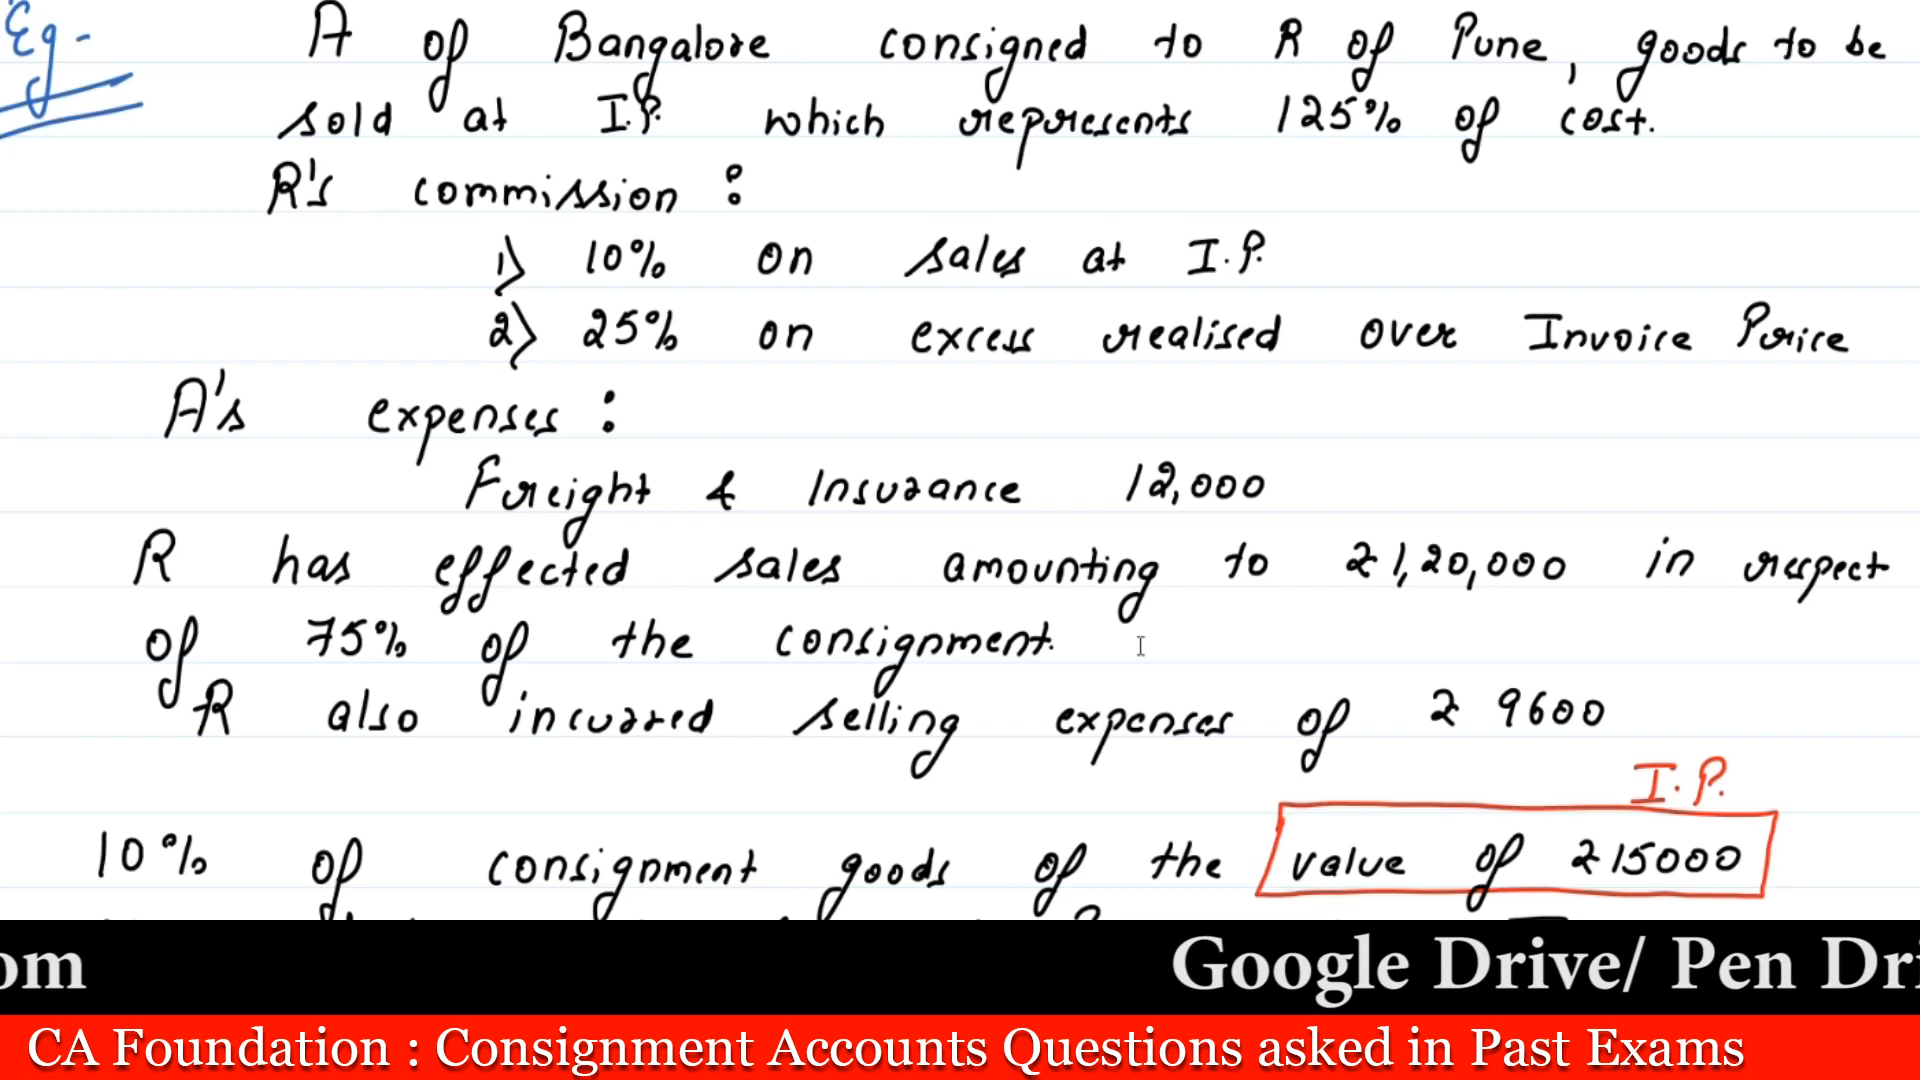 Eg -
A of Bangalore consigned to R of Pune, goods to be
sold at I.P. which represents 125% of cost.
R's commission :
1) 10% on sales at I.P.
2) 25% on excess realised over Invoice Price
A's expenses :
Freight & Insurance 12,000
R has effected sales amounting to ₹1,20,000 in respect
of 75% of the consignment.
R also incurred selling expenses of ₹ 9600
I.P.
10% of consignment goods of the value of ₹15000
om
Google Drive/ Pen Dri
CA Foundation : Consignment Accounts Questions asked in Past Exams